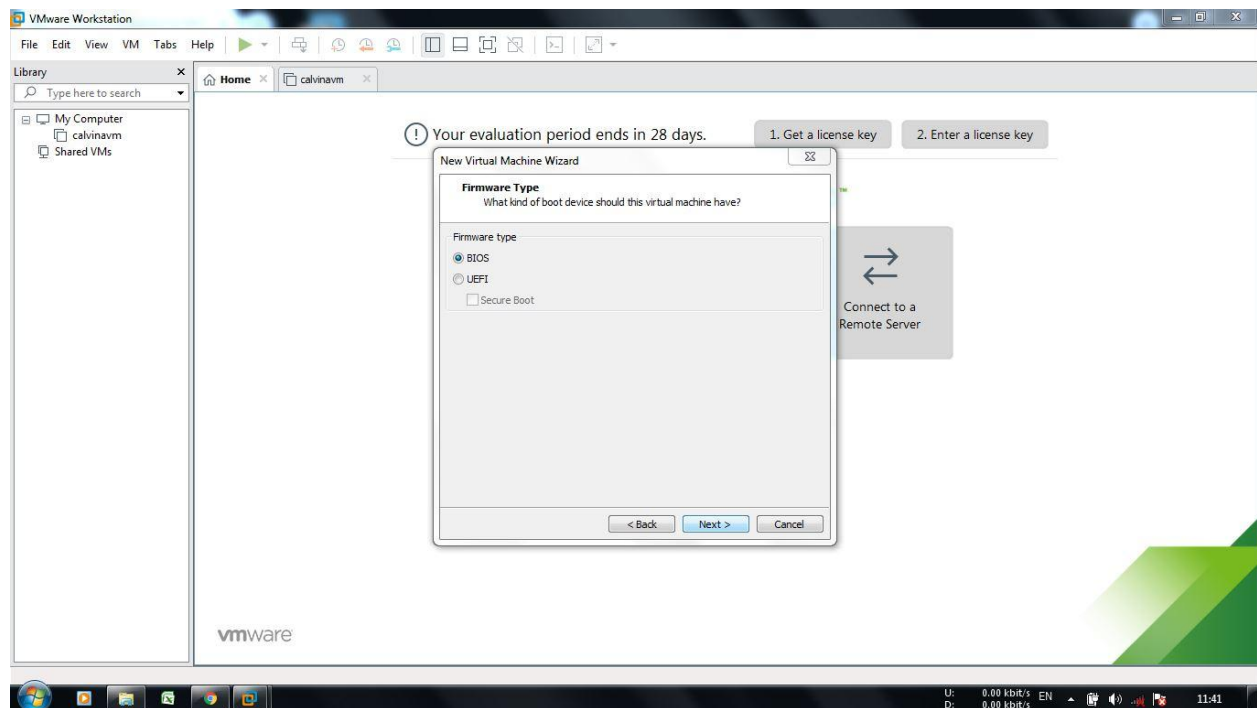 VMware Workstation
File Edit View VM Tabs Help
Library
Type here to search
My Computer
calvinavm
Shared VMs
Home
calvinavm
Your evaluation period ends in 28 days.
1. Get a license key
2. Enter a license key
™
New Virtual Machine Wizard
Firmware Type
What kind of boot device should this virtual machine have?
Firmware type
BIOS
UEFI
Secure Boot
< Back
Next >
Cancel
Connect to a
Remote Server
vmware
U: 0.00 kbit/s
D: 0.00 kbit/s
EN
11:41